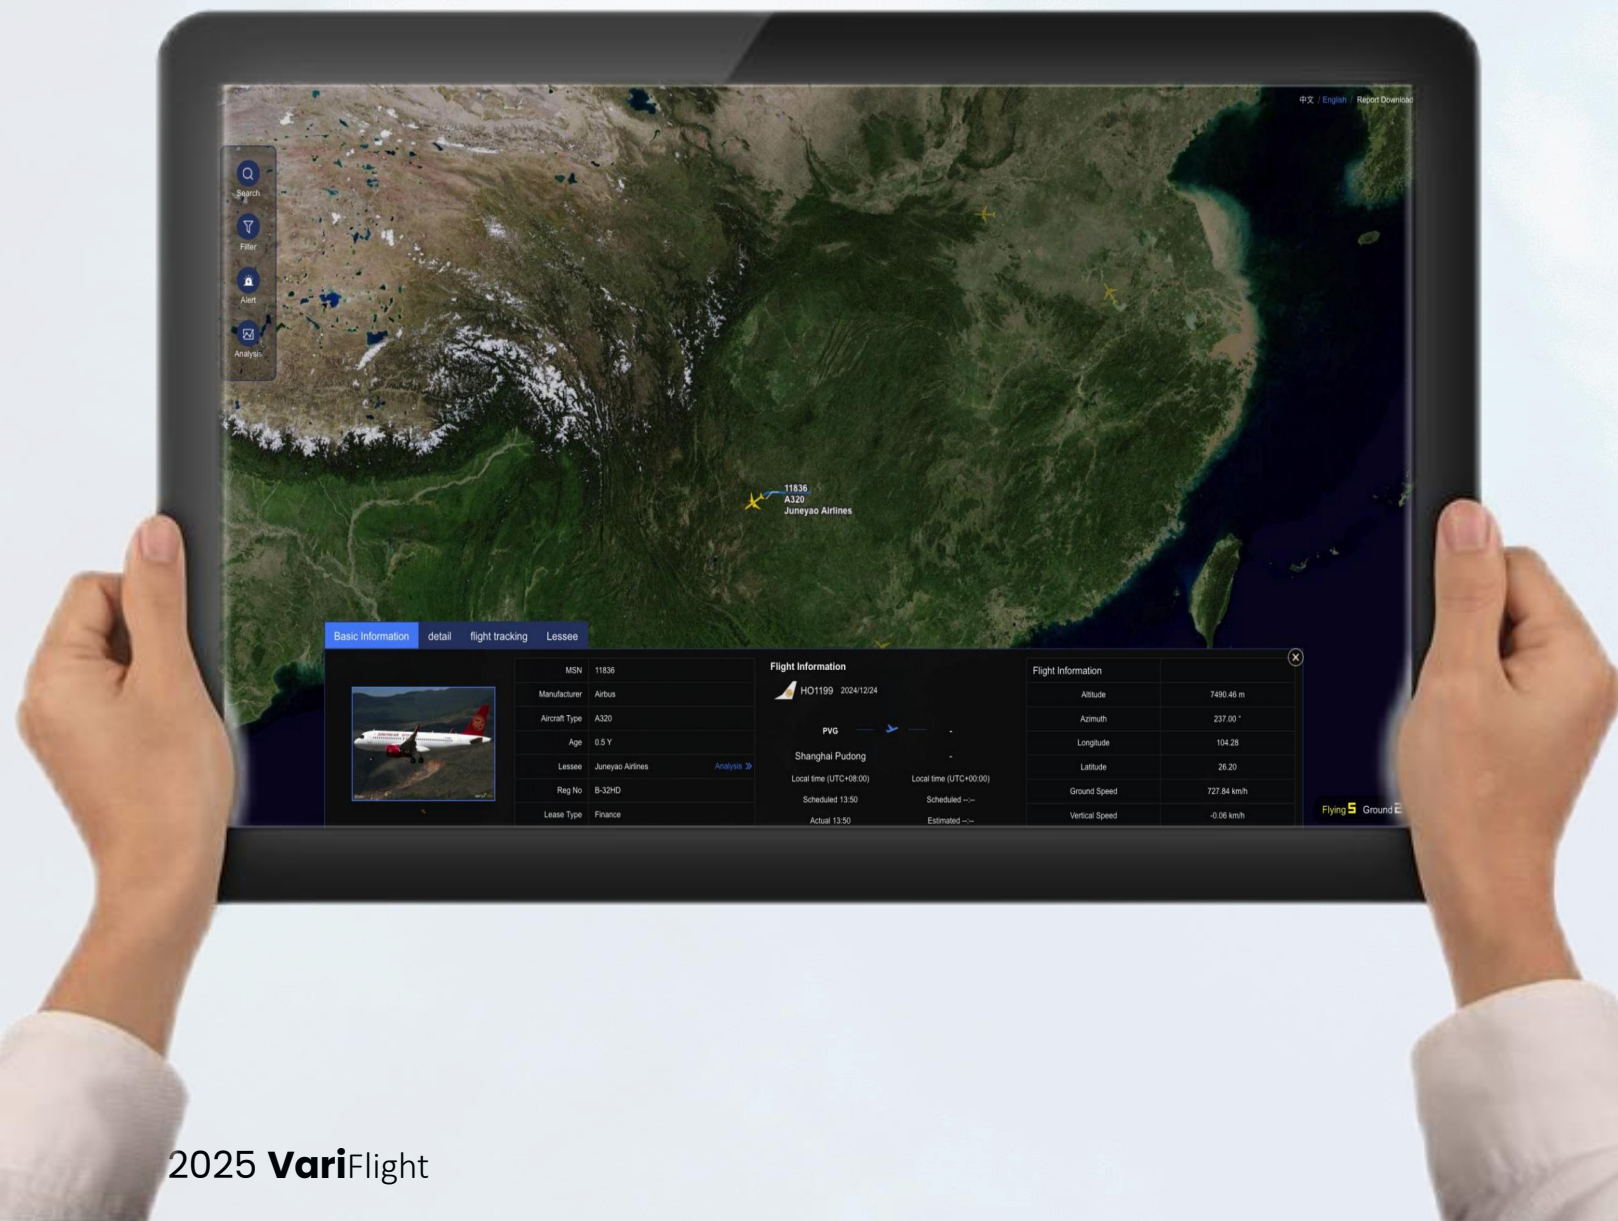 中文 / English / Report Download
Search
Filter
Alert
Analysis
11836
A320
Juneyao Airlines
Basic Information detail flight tracking Lessee
MSN 11836
Manufacturer Airbus
Aircraft Type A320
Age 0.5 Y
Lessee Juneyao Airlines Analysis
Reg No B-32HD
Lease Type Finance
Flight Information
HO1199 2024/12/24
PVG -
Shanghai Pudong -
Local time (UTC+08:00) Local time (UTC+00:00)
Scheduled 13:50 Scheduled --:--
Actual 13:50 Estimated --:--
Flight Information
Altitude 7490.46 m
Azimuth 237.00 °
Longitude 104.28
Latitude 26.20
Ground Speed 727.84 km/h
Vertical Speed -0.06 km/h
Flying 5 Ground 2
2025 VariFlight